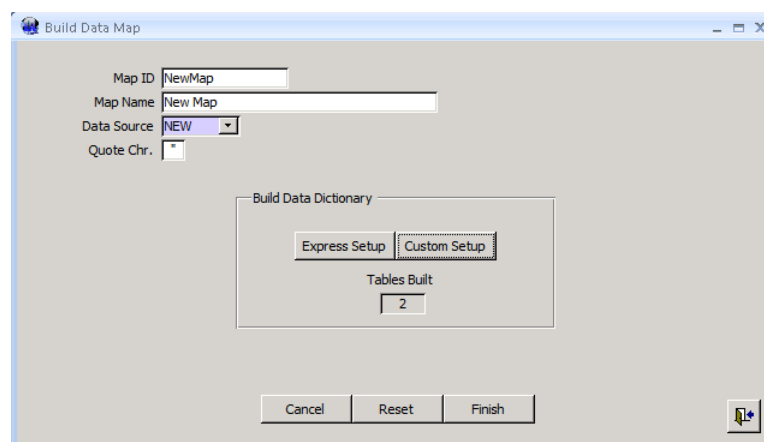 Build Data Map
Map ID NewMap
Map Name New Map
Data Source NEW
Quote Chr. "
Build Data Dictionary
Express Setup Custom Setup
Tables Built
2
Cancel Reset Finish